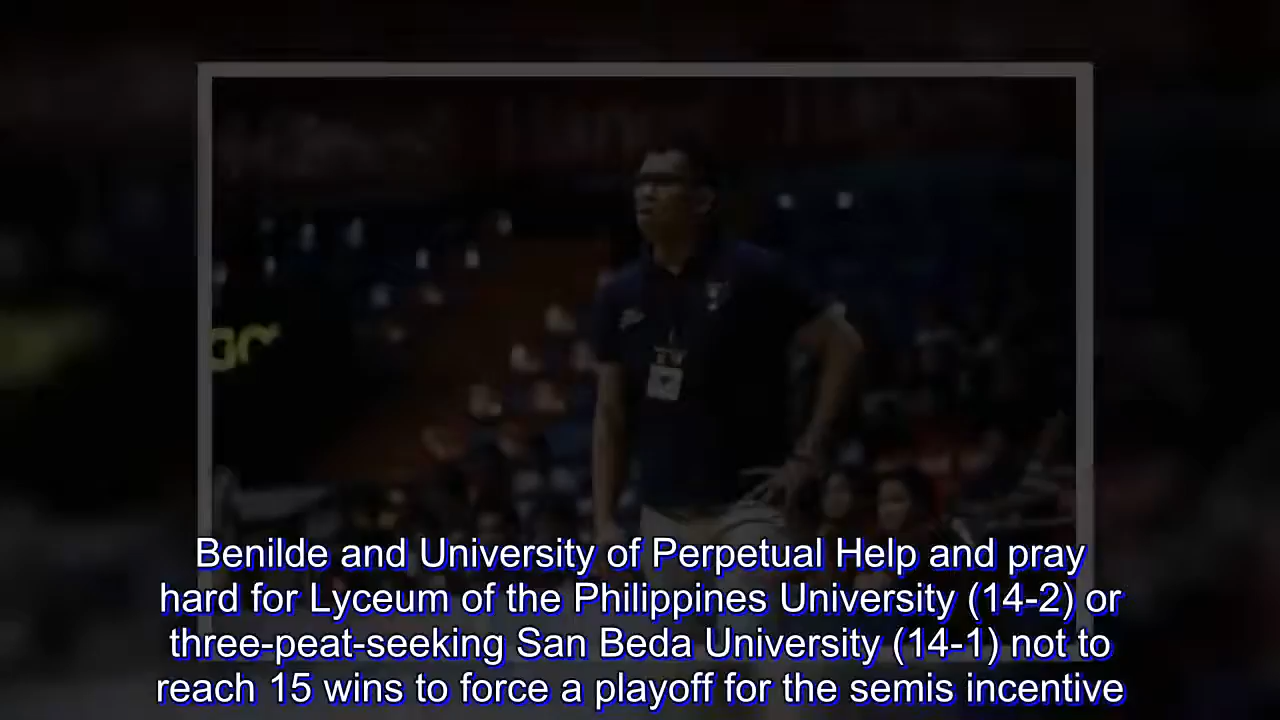 Benilde and University of Perpetual Help and pray
hard for Lyceum of the Philippines University (14-2) or
three-peat-seeking San Beda University (14-1) not to
reach 15 wins to force a playoff for the semis incentive